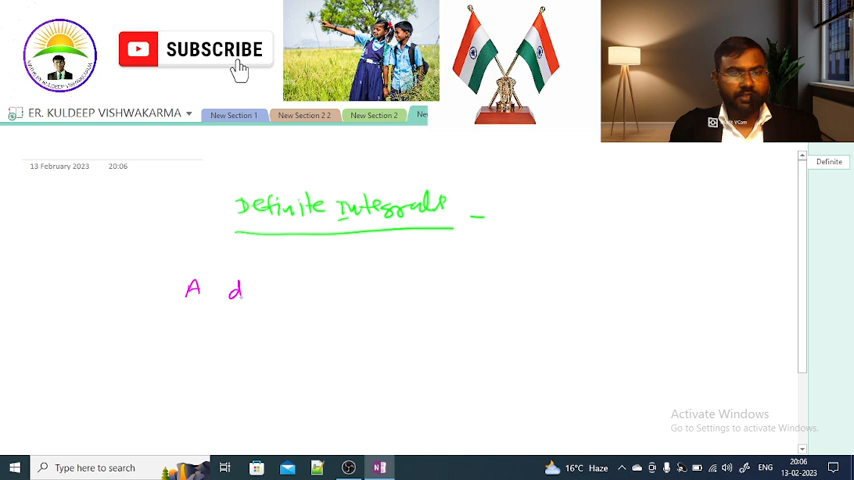 SUBSCRIBE
ER. KULDEEP VISHWAKARMA
New Section 1
New Section 2 2
New Section 2
Ne
Definite
13 February 2023 20:06
Definite Integrals -
A d
Activate Windows
Go to Settings to activate Windows.
Type here to search
16°C Haze
ENG
20:06
13-02-2023